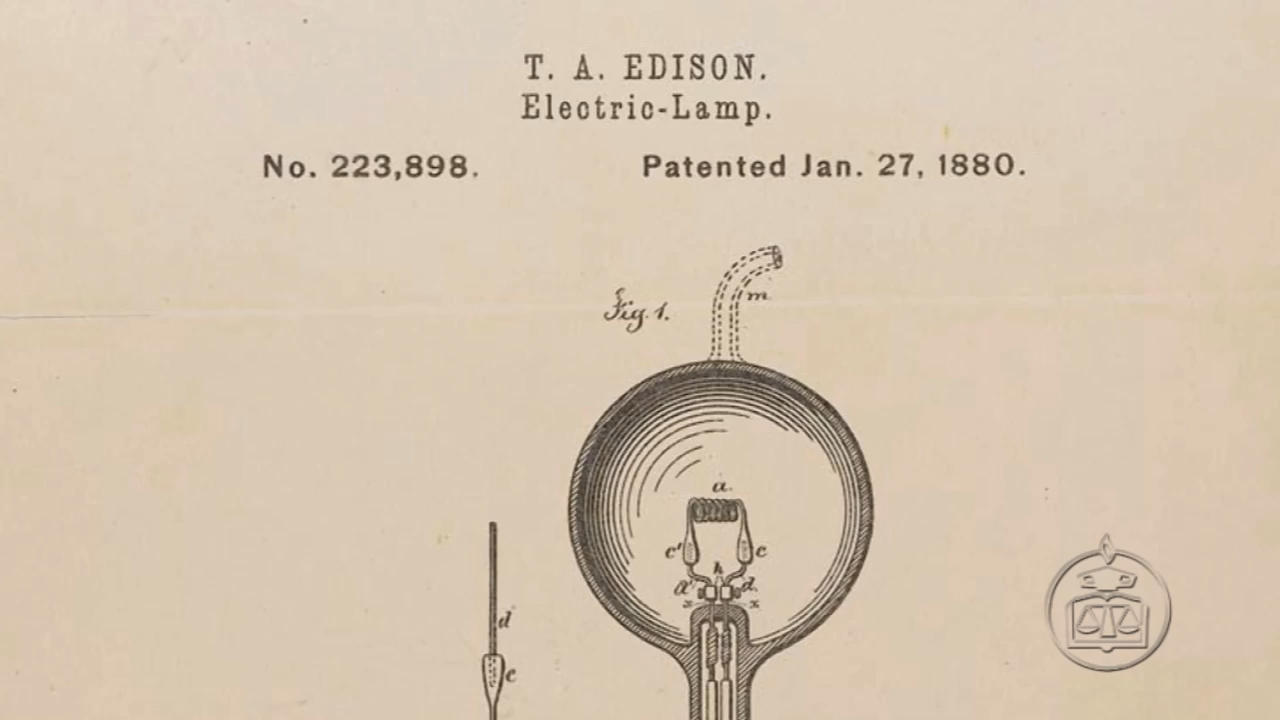 T. A. EDISON.
Electric-Lamp.
No. 223,898. Patented Jan. 27, 1880.
m
Fig. 1.
a.
c' c
h
d' d.
x x
d
c